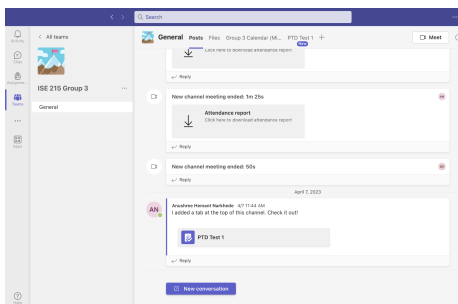 Search
Activity
Chat
Teams
Apps
Help
All teams
ISE 215 Group 3
General
General Posts Files Group 3 Calendar (Mi... PTD Test 1
New
Meet
Click here to download attendance report
Reply
New channel meeting ended: 1m 25s
Attendance report
Click here to download attendance report
Reply
New channel meeting ended: 50s
Reply
April 7, 2023
AN
Anushree Hemant Narkhede 4/7 11:44 AM
I added a tab at the top of this channel. Check it out!
PTD Test 1
Reply
New conversation